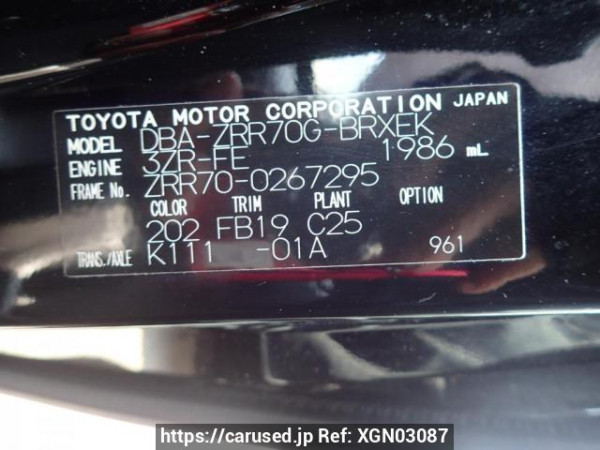 TOYOTA MOTOR CORPORATION JAPAN
MODEL DBA-ZRR70G-BRXEK
ENGINE 3ZR-FE 1986 mL
FRAME No. ZRR70-0267295
COLOR TRIM PLANT OPTION
202 FB19 C25
TRANS./AXLE K111 -01A 961
https://carused.jp Ref: XGN03087